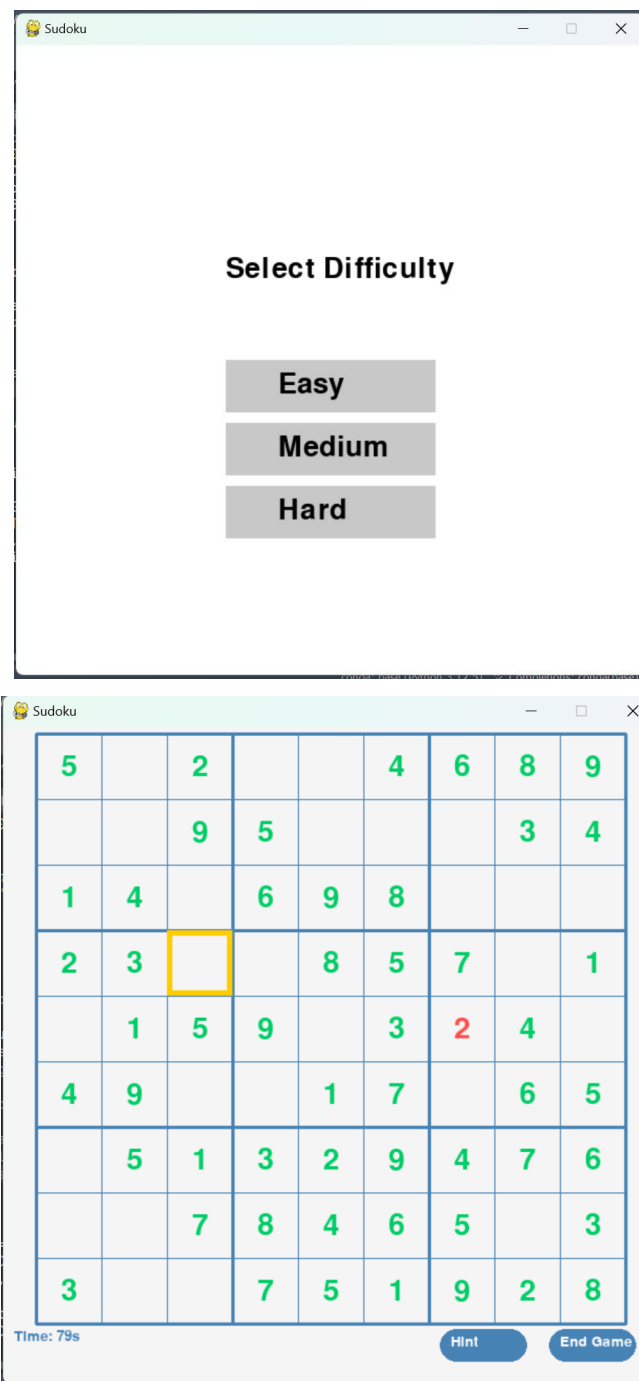 Sudoku
Select Difficulty
Easy
Medium
Hard
Sudoku
5 2 4 6 8 9
9 5 3 4
1 4 6 9 8
2 3 8 5 7 1
1 5 9 3 2 4
4 9 1 7 6 5
5 1 3 2 9 4 7 6
7 8 4 6 5 3
3 7 5 1 9 2 8
Time: 79s
Hint End Game